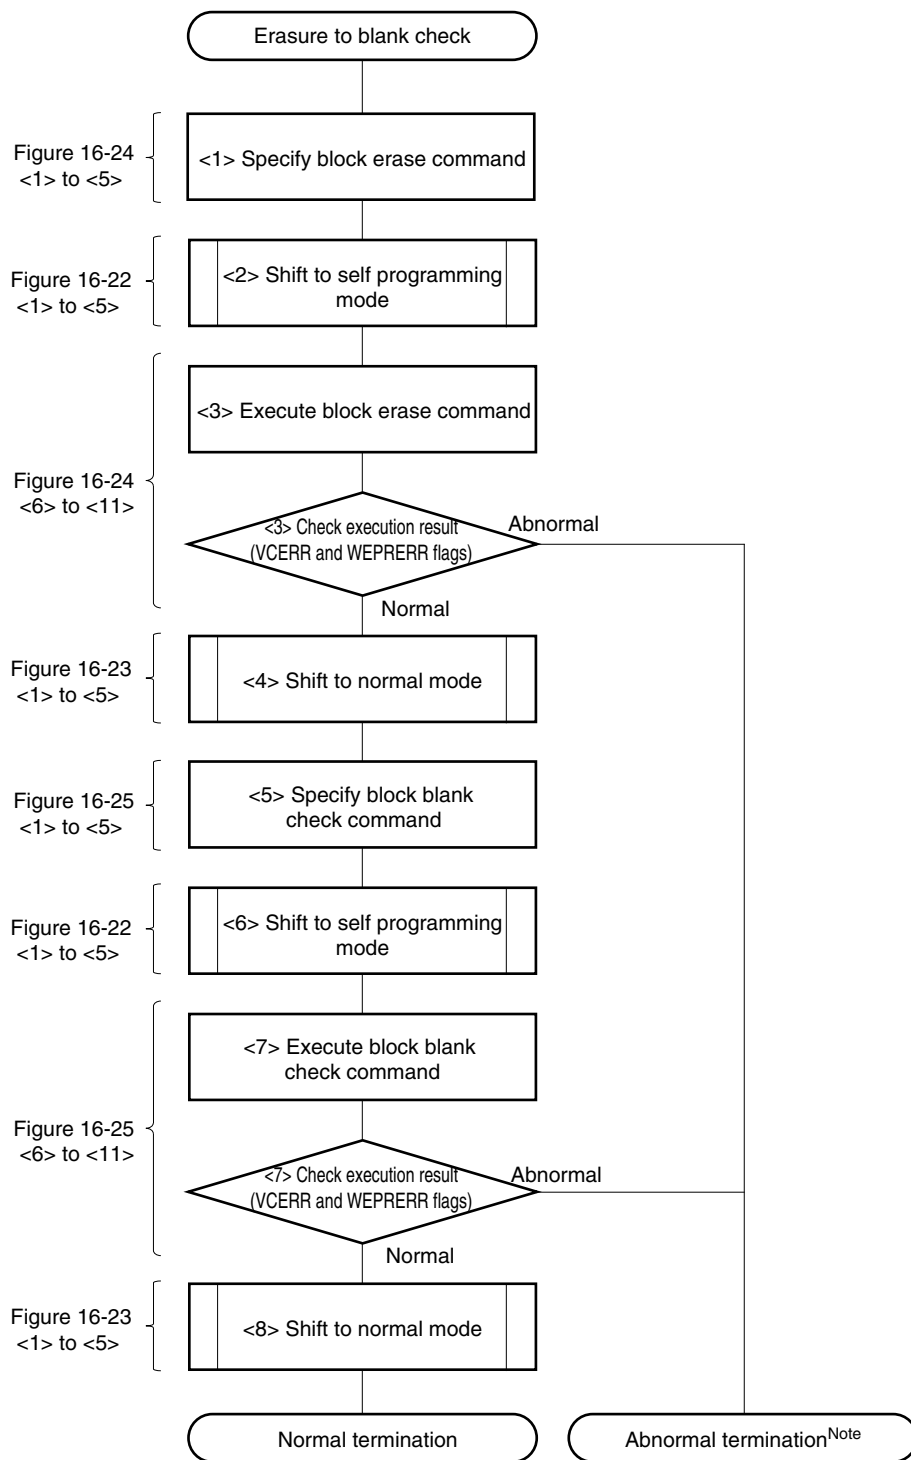 Erasure to blank check
Figure 16-24
<1> to <5>
<1> Specify block erase command
Figure 16-22
<1> to <5>
<2> Shift to self programming
mode
<3> Execute block erase command
Figure 16-24
<6> to <11>
<3> Check execution result
(VCERR and WEPRERR flags)
Abnormal
Normal
Figure 16-23
<1> to <5>
<4> Shift to normal mode
Figure 16-25
<1> to <5>
<5> Specify block blank
check command
Figure 16-22
<1> to <5>
<6> Shift to self programming
mode
<7> Execute block blank
check command
Figure 16-25
<6> to <11>
<7> Check execution result
(VCERR and WEPRERR flags)
Abnormal
Normal
Figure 16-23
<1> to <5>
<8> Shift to normal mode
Normal termination
Abnormal termination Note